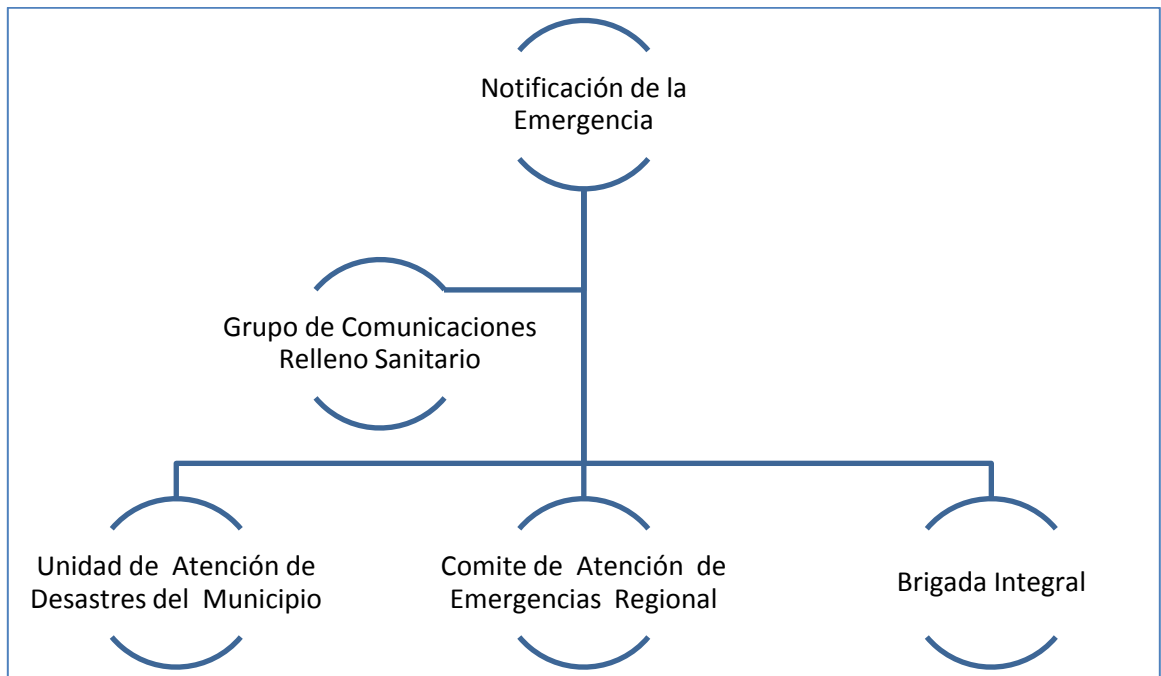 Notificación de la
Emergencia
Grupo de Comunicaciones
Relleno Sanitario
Unidad de Atención de
Desastres del Municipio
Comite de Atención de
Emergencias Regional
Brigada Integral